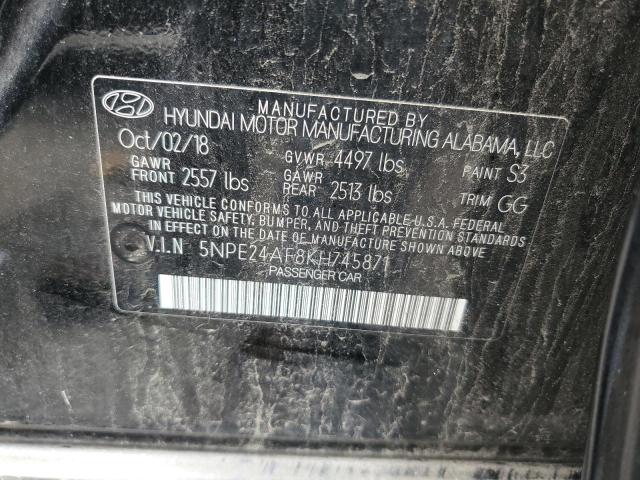 MANUFACTURED BY
HYUNDAI MOTOR MANUFACTURING ALABAMA, LLC
Oct/02/18 GVWR 4497 lbs PAINT S3
GAWR FRONT 2557 lbs GAWR REAR 2513 lbs TRIM GG
THIS VEHICLE CONFORMS TO ALL APPLICABLE U.S.A. FEDERAL
MOTOR VEHICLE SAFETY, BUMPER, AND THEFT PREVENTION STANDARDS
IN EFFECT ON THE DATE OF MANUFACTURE SHOWN ABOVE
V.I.N 5NPE24AF8KH745871
PASSENGER CAR